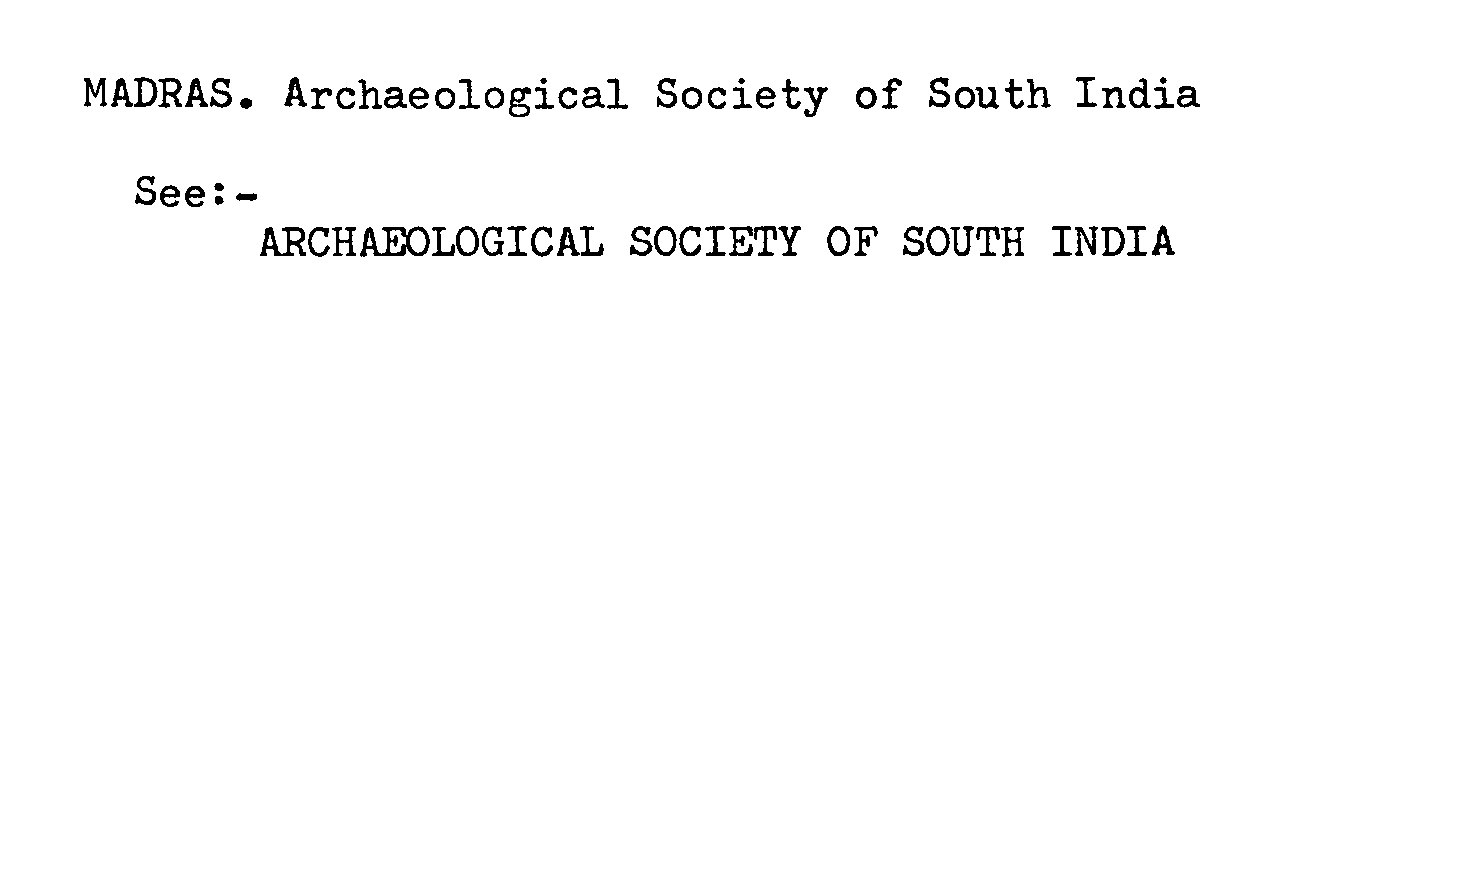 MADRAS. Archaeological Society of South India
See:-
ARCHAEOLOGICAL SOCIETY OF SOUTH INDIA